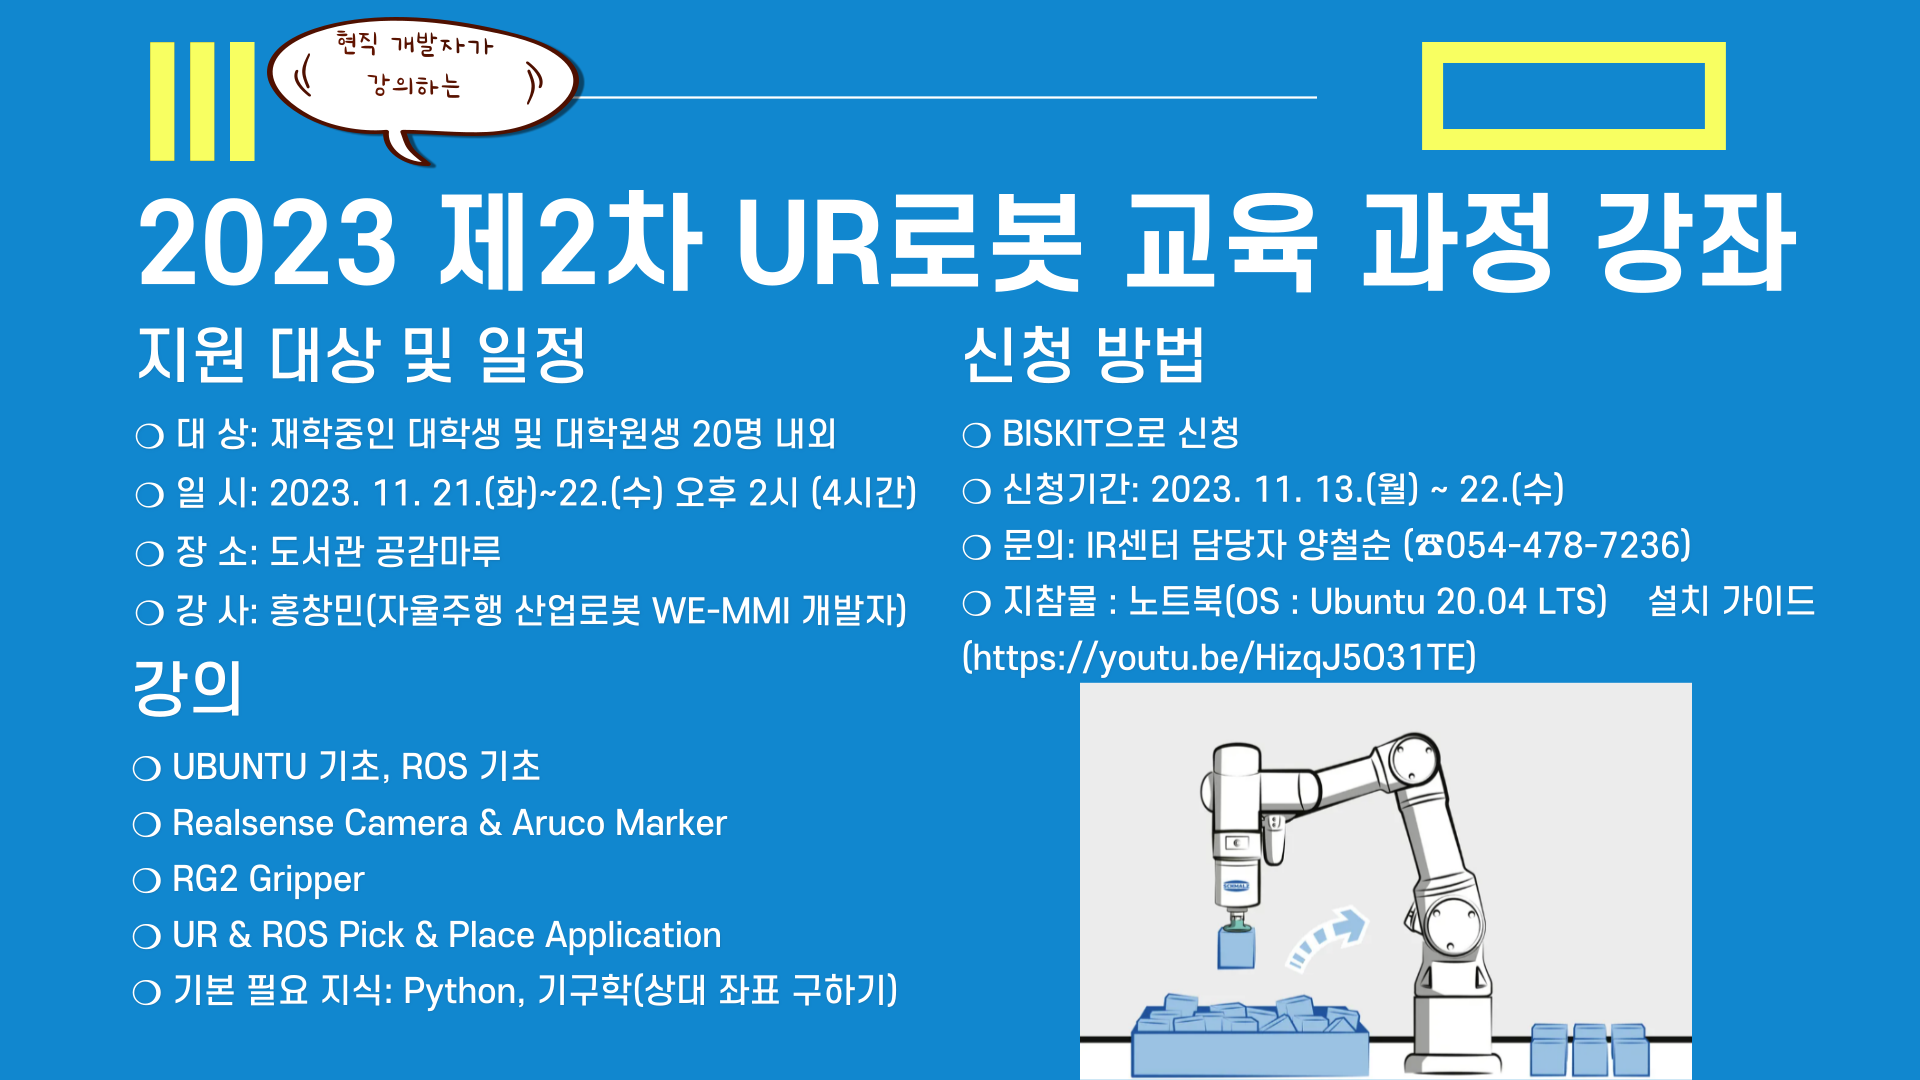 현직 개발자가
강의하는
2023 제2차 UR로봇 교육 과정 강좌
지원 대상 및 일정
❍ 대 상: 재학중인 대학생 및 대학원생 20명 내외
❍ 일 시: 2023. 11. 21.(화)~22.(수) 오후 2시 (4시간)
❍ 장 소: 도서관 공감마루
❍ 강 사: 홍창민(자율주행 산업로봇 WE-MMI 개발자)
강의
❍ UBUNTU 기초, ROS 기초
❍ Realsense Camera & Aruco Marker
❍ RG2 Gripper
❍ UR & ROS Pick & Place Application
❍ 기본 필요 지식: Python, 기구학(상대 좌표 구하기)
신청 방법
❍ BISKIT으로 신청
❍ 신청기간: 2023. 11. 13.(월) ~ 22.(수)
❍ 문의: IR센터 담당자 양철순 (☎054-478-7236)
❍ 지참물 : 노트북(OS : Ubuntu 20.04 LTS) 설치 가이드
(https://youtu.be/HizqJ5O31TE)
SCHMALZ